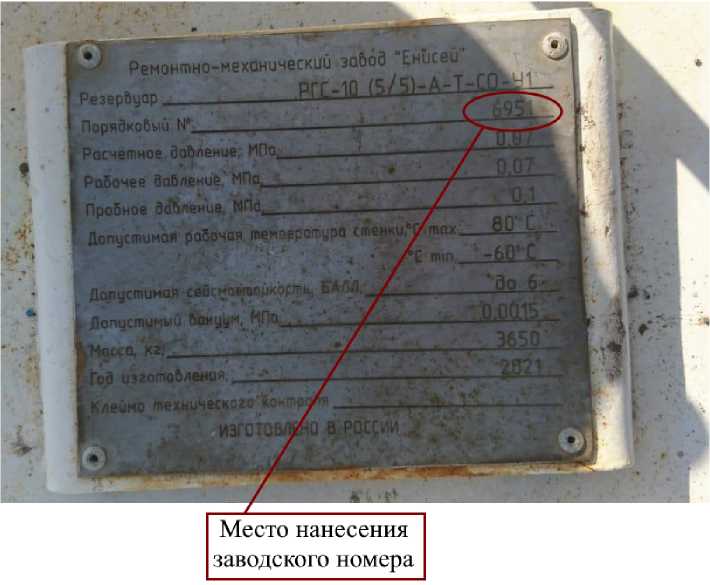 Ремонтно-механический завод "Енисей"
Резервуар РГС-10 (5/5)-А-Т-СП-У1
Порядковый № 6951
Расчетное давление, МПа 0,07
Рабочее давление, МПа 0,07
Пробное давление, МПа 0,1
Допустимая рабочая температура стенки,°С max. 80°С
°С min. -60°С
Допустимая сейсмостойкость, БАЛЛ до 6
Допустимый вакуум, МПа 0,0015
Масса, кг, 3650
Год изготовления, 2021
Клеймо технического контроля
ИЗГОТОВЛЕНО В РОССИИ
Место нанесения
заводского номера